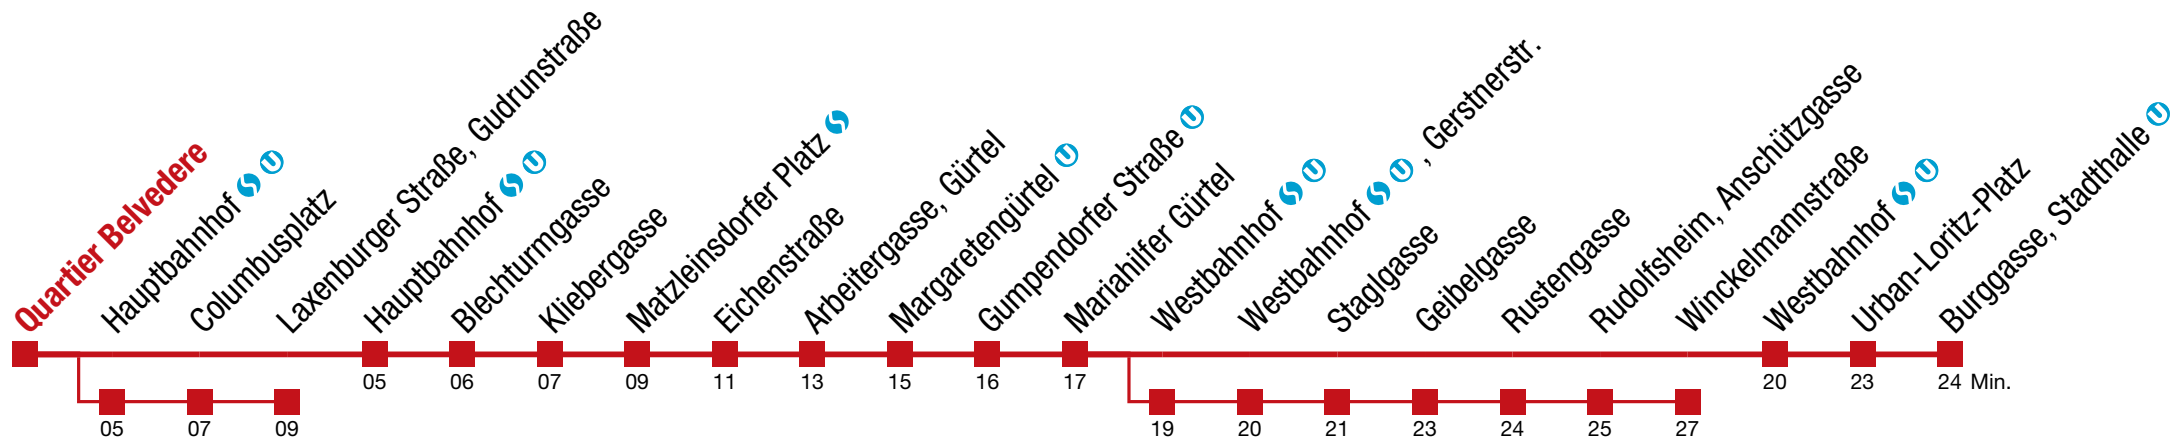 Quartier Belvedere
Hauptbahnhof S U
Columbusplatz
Laxenburger Straße, Gudrunstraße
Hauptbahnhof S U
Blechturmgasse
Kliebergasse
Matzleinsdorfer Platz S
Eichenstraße
Arbeitergasse, Gürtel
Margaretengürtel U
Gumpendorfer Straße U
Mariahilfer Gürtel
Westbahnhof S U
Westbahnhof S U , Gerstnerstr.
Staglgasse
Geibelgasse
Rustengasse
Rudolfsheim, Anschützgasse
Winckelmannstraße
Westbahnhof S U
Urban-Loritz-Platz
Burggasse, Stadthalle U
05 06 07 09 11 13 15 16 17 20 23 24 Min.
05 07 09 19 20 21 23 24 25 27